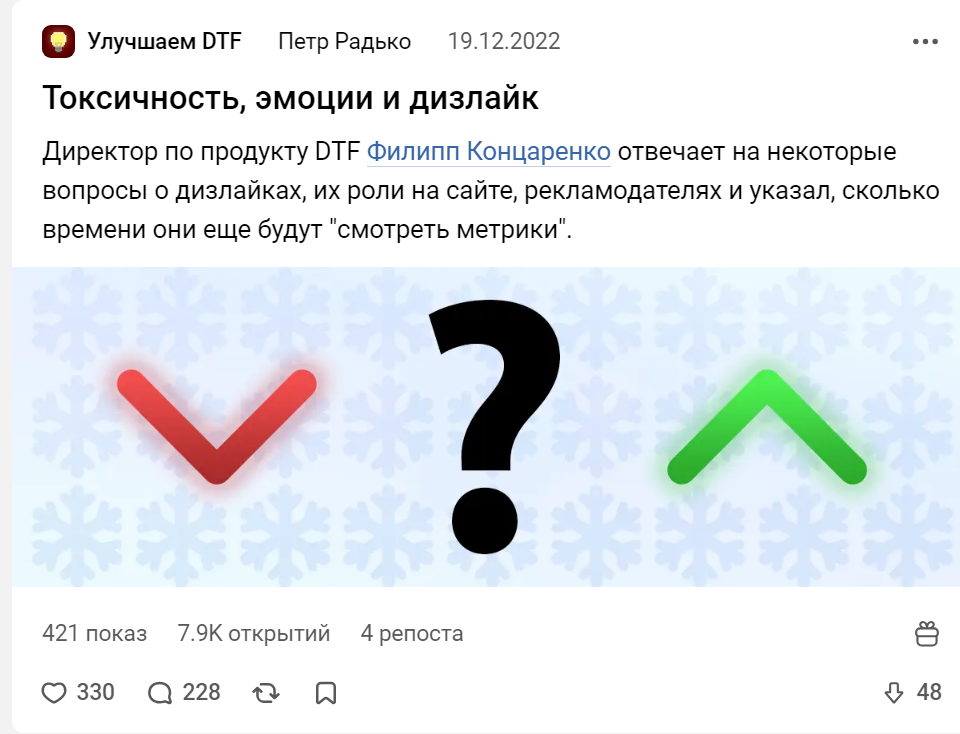 Улучшаем DTF Петр Радько 19.12.2022
Токсичность, эмоции и дизлайк
Директор по продукту DTF Филипп Концаренко отвечает на некоторые
вопросы о дизлайках, их роли на сайте, рекламодателях и указал, сколько
времени они еще будут "смотреть метрики".
?
421 показ 7.9K открытий 4 репоста
330 228 48